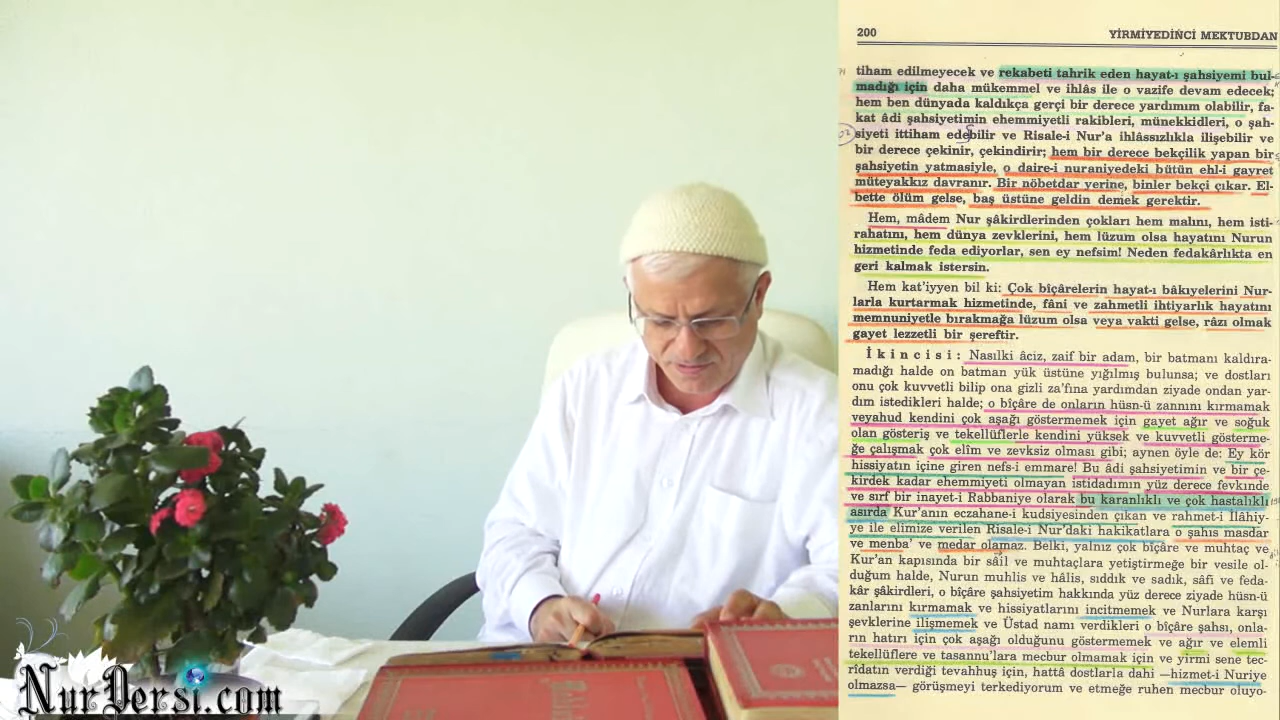 200
YİRMİYEDİNCİ MEKTUBDAN
tiham edilmeyecek ve rekabeti tahrik eden hayat-ı şahsiyemi bul-
madığı için daha mükemmel ve ihlâs ile o vazife devam edecek;
hem ben dünyada kaldıkça gerçi bir derece yardımım olabilir, fa-
kat âdi şahsiyetimin ehemmiyetli rakibleri, münekkidleri, o şah-
siyeti ittiham edebilir ve Risale-i Nur'a ihlâssızlıkla ilişebilir ve
bir derece çekinir, çekindirir; hem bir derece bekçilik yapan bir
şahsiyetin yatmasiyle, o daire-i nuraniyedeki bütün ehl-i gayret
müteyakkız davranır. Bir nöbetdar yerine, binler bekçi çıkar. El-
bette ölüm gelse, baş üstüne geldin demek gerektir.
Hem, mâdem Nur şâkirdlerinden çokları hem malını, hem isti-
rahatını, hem dünya zevklerini, hem lüzum olsa hayatını Nurun
hizmetinde feda ediyorlar, sen ey nefsim! Neden fedakârlıkta en
geri kalmak istersin.
Hem kat'iyyen bil ki: Çok bîçârelerin hayat-ı bâkıyelerini Nur-
larla kurtarmak hizmetinde, fâni ve zahmetli ihtiyarlık hayatını
memnuniyetle bırakmağa lüzum olsa veya vakti gelse, râzı olmak
gayet lezzetli bir şereftir.
İkincisi: Nasılki âciz, zaif bir adam, bir batmanı kaldıra-
madığı halde on batman yük üstüne yığılmış bulunsa; ve dostları
onu çok kuvvetli bilip ona gizli za'fına yardımdan ziyade ondan yar-
dım istedikleri halde; o bîçâre de onların hüsn-ü zannını kırmamak
veyahud kendini çok aşağı göstermemek için gayet ağır ve soğuk
olan gösteriş ve tekellüflerle kendini yüksek ve kuvvetli gösterme-
ğe çalışmak çok elîm ve zevksiz olması gibi; aynen öyle de: Ey kör
hissiyatın içine giren nefs-i emmare! Bu âdi şahsiyetimin ve bir çe-
kirdek kadar ehemmiyeti olmayan istidadımın yüz derece fevkınde
ve sırf bir inayet-i Rabbaniye olarak bu karanlıklı ve çok hastalıklı
asırda Kur'anın eczahane-i kudsiyesinden çıkan ve rahmet-i İlâhiy-
ye ile elimize verilen Risale-i Nur'daki hakikatlara o şahıs masdar
ve menba' ve medar olamaz. Belki, yalnız çok bîçâre ve muhtaç ve
Kur'an kapısında bir sâil ve muhtaçlara yetiştirmeğe bir vesile ol-
duğum halde, Nurun muhlis ve hâlis, sıddık ve sadık, sâfi ve feda-
kâr şâkirdleri, o bîçâre şahsiyetim hakkında yüz derece ziyade hüsn-ü
zanlarını kırmamak ve hissiyatlarını incitmemek ve Nurlara karşı
şevklerine ilişmemek ve Üstad namı verdikleri o bîçâre şahsı, onla-
rın hatırı için çok aşağı olduğunu göstermemek ve ağır ve elemli
tekellüflere ve tasannu'lara mecbur olmamak için ve yirmi sene tec-
rîdatın verdiği tevahhuş için, hattâ dostlarla dahi —hizmet-i Nuriye
olmazsa— görüşmeyi terkediyorum ve etmeğe ruhen mecbur oluyo-
NurDersi.com